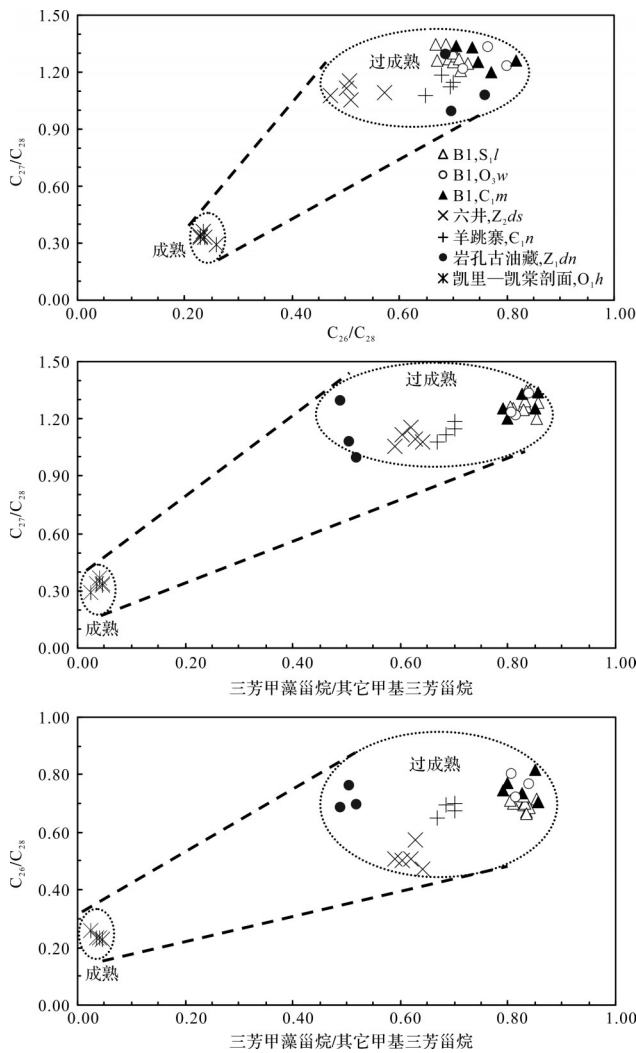 1.50
1.20
0.90
0.60
0.30
0.00
C₂₇/C₂₈
过成熟
成熟
B1,S₁l
B1,O₃w
B1,Є₁m
六井,Z₂ds
羊跳寨,Є₁n
岩孔古油藏,Z₁dn
凯里—凯棠剖面,O₁h
0.00 0.20 0.40 0.60 0.80 1.00
C₂₆/C₂₈
1.50
1.20
0.90
0.60
0.30
0.00
C₂₇/C₂₈
过成熟
成熟
0.00 0.20 0.40 0.60 0.80 1.00
三芳甲藻甾烷/其它甲基三芳甾烷
1.00
0.80
0.60
0.40
0.20
0.00
C₂₆/C₂₈
过成熟
成熟
0.00 0.20 0.40 0.60 0.80 1.00
三芳甲藻甾烷/其它甲基三芳甾烷